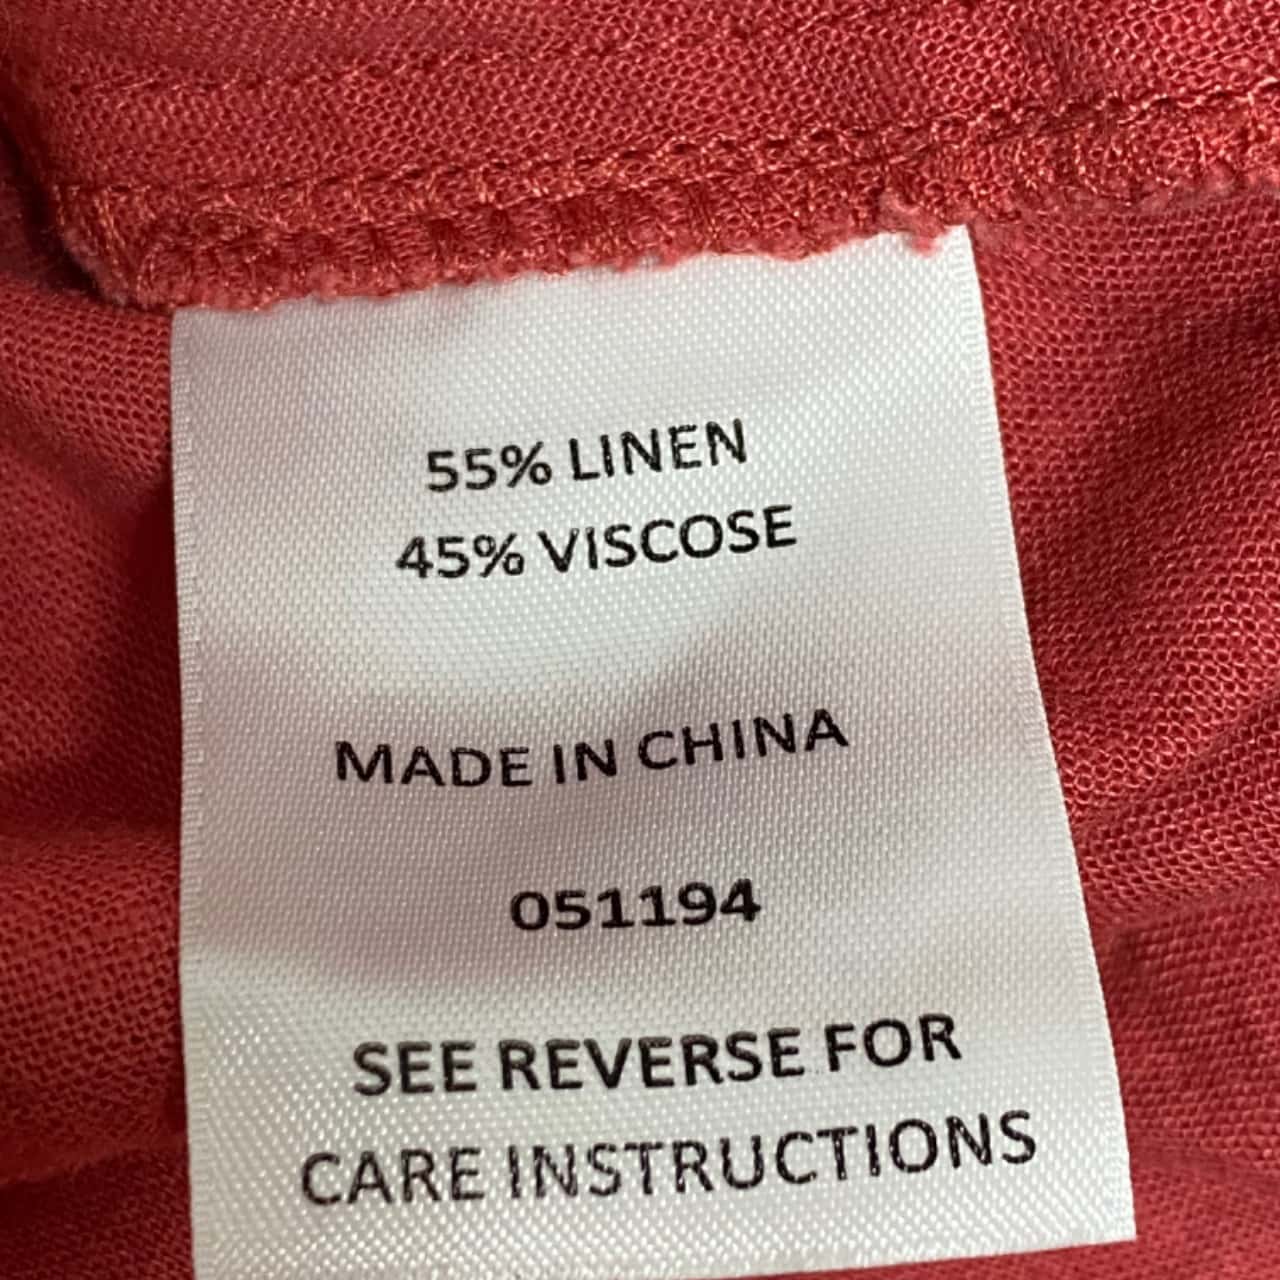 55% LINEN
45% VISCOSE
MADE IN CHINA
051194
SEE REVERSE FOR
CARE INSTRUCTIONS